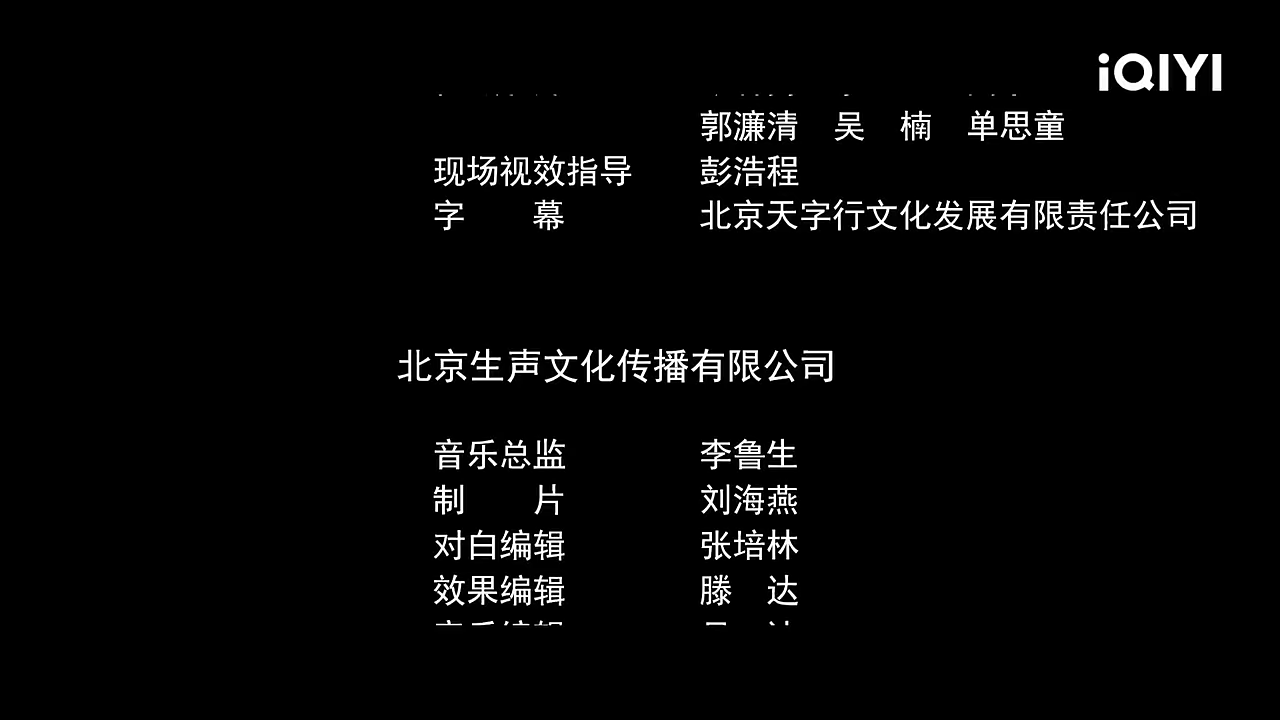 iQIYI
郭濂清 吴 楠 单思童
现场视效指导 彭浩程
字 幕 北京天字行文化发展有限责任公司
北京生声文化传播有限公司
音乐总监 李鲁生
制 片 刘海燕
对白编辑 张培林
效果编辑 滕 达